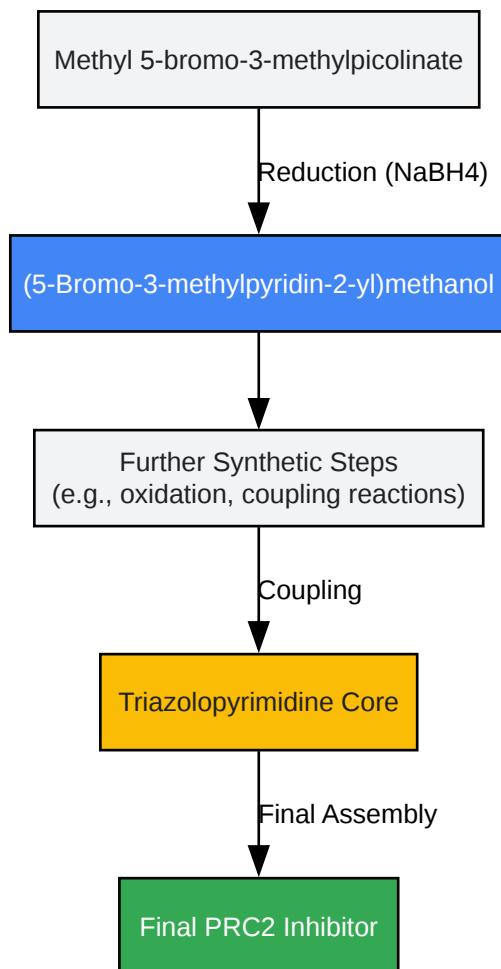 Methyl 5-bromo-3-methylpicolinate
Reduction (NaBH4)
(5-Bromo-3-methylpyridin-2-yl)methanol
Further Synthetic Steps
(e.g., oxidation, coupling reactions)
Coupling
Triazolopyrimidine Core
Final Assembly
Final PRC2 Inhibitor